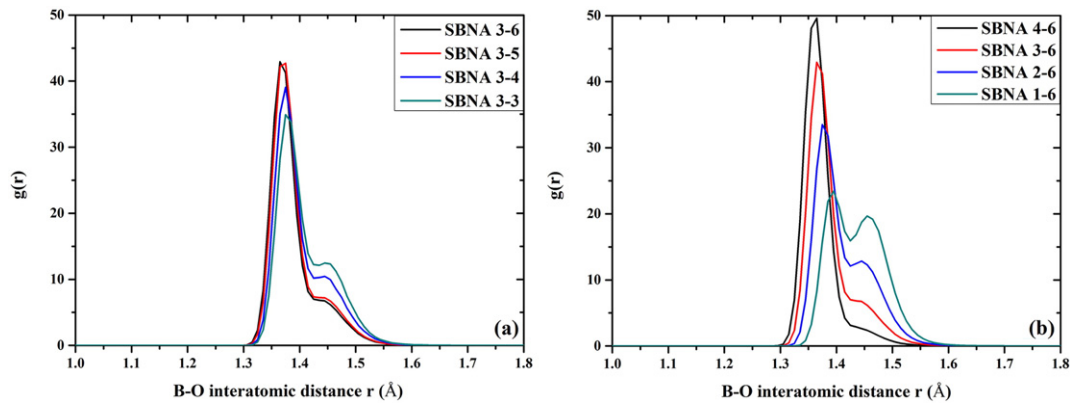 SBNA 3-6
SBNA 3-5
SBNA 3-4
SBNA 3-3
g(r)
50
40
30
20
10
0
1.0 1.1 1.2 1.3 1.4 1.5 1.6 1.7 1.8
B-O interatomic distance r (Å)
(a)
SBNA 4-6
SBNA 3-6
SBNA 2-6
SBNA 1-6
g(r)
50
40
30
20
10
0
1.0 1.1 1.2 1.3 1.4 1.5 1.6 1.7 1.8
B-O interatomic distance r (Å)
(b)